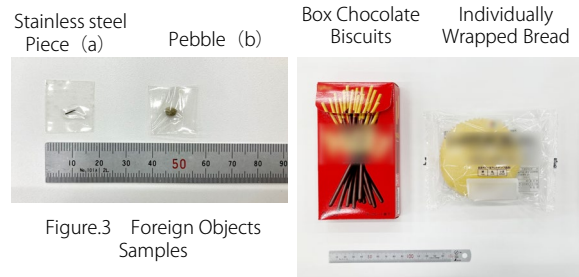 Stainless steel
Piece（a）
Pebble（b）
10 20 30 40 50 60 70 80 90
Figure.3 Foreign Objects
Samples
Box Chocolate
Biscuits
Individually
Wrapped Bread